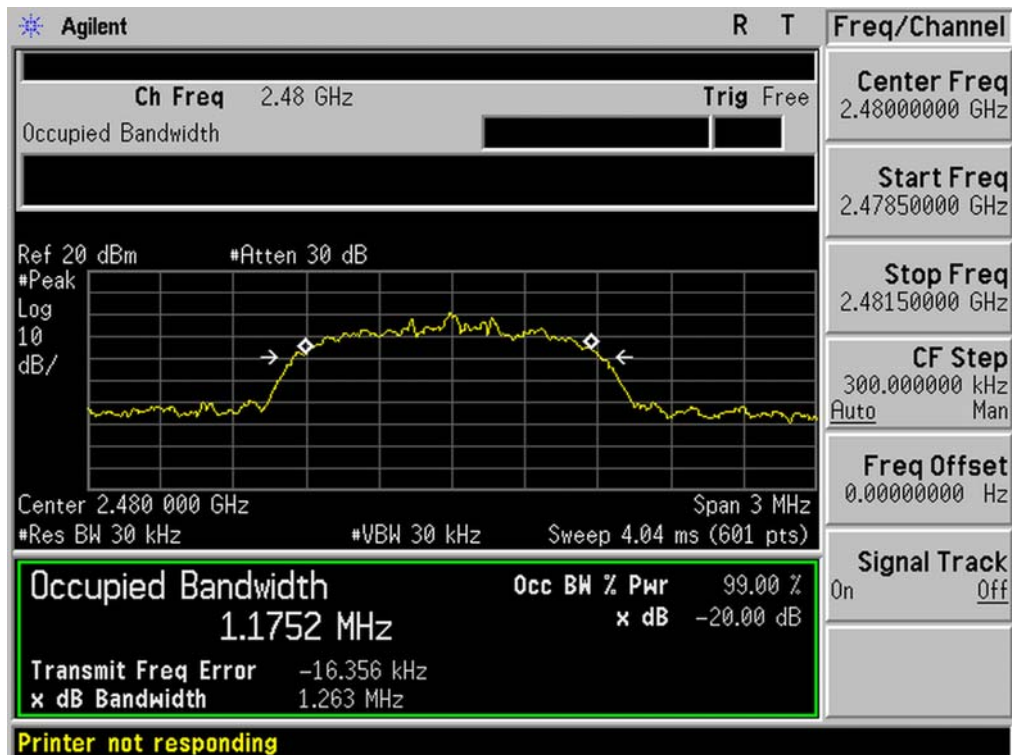 Agilent R T
Freq/Channel
Ch Freq 2.48 GHz Trig Free
Occupied Bandwidth
Center Freq
2.48000000 GHz
Start Freq
2.47850000 GHz
Stop Freq
2.48150000 GHz
CF Step
300.000000 kHz
Auto Man
Freq Offset
0.00000000 Hz
Signal Track
On Off
Ref 20 dBm #Atten 30 dB
#Peak
Log
10
dB/
Center 2.480 000 GHz Span 3 MHz
#Res BW 30 kHz #VBW 30 kHz Sweep 4.04 ms (601 pts)
Occupied Bandwidth Occ BW % Pwr 99.00 %
1.1752 MHz x dB -20.00 dB
Transmit Freq Error -16.356 kHz
x dB Bandwidth 1.263 MHz
Printer not responding